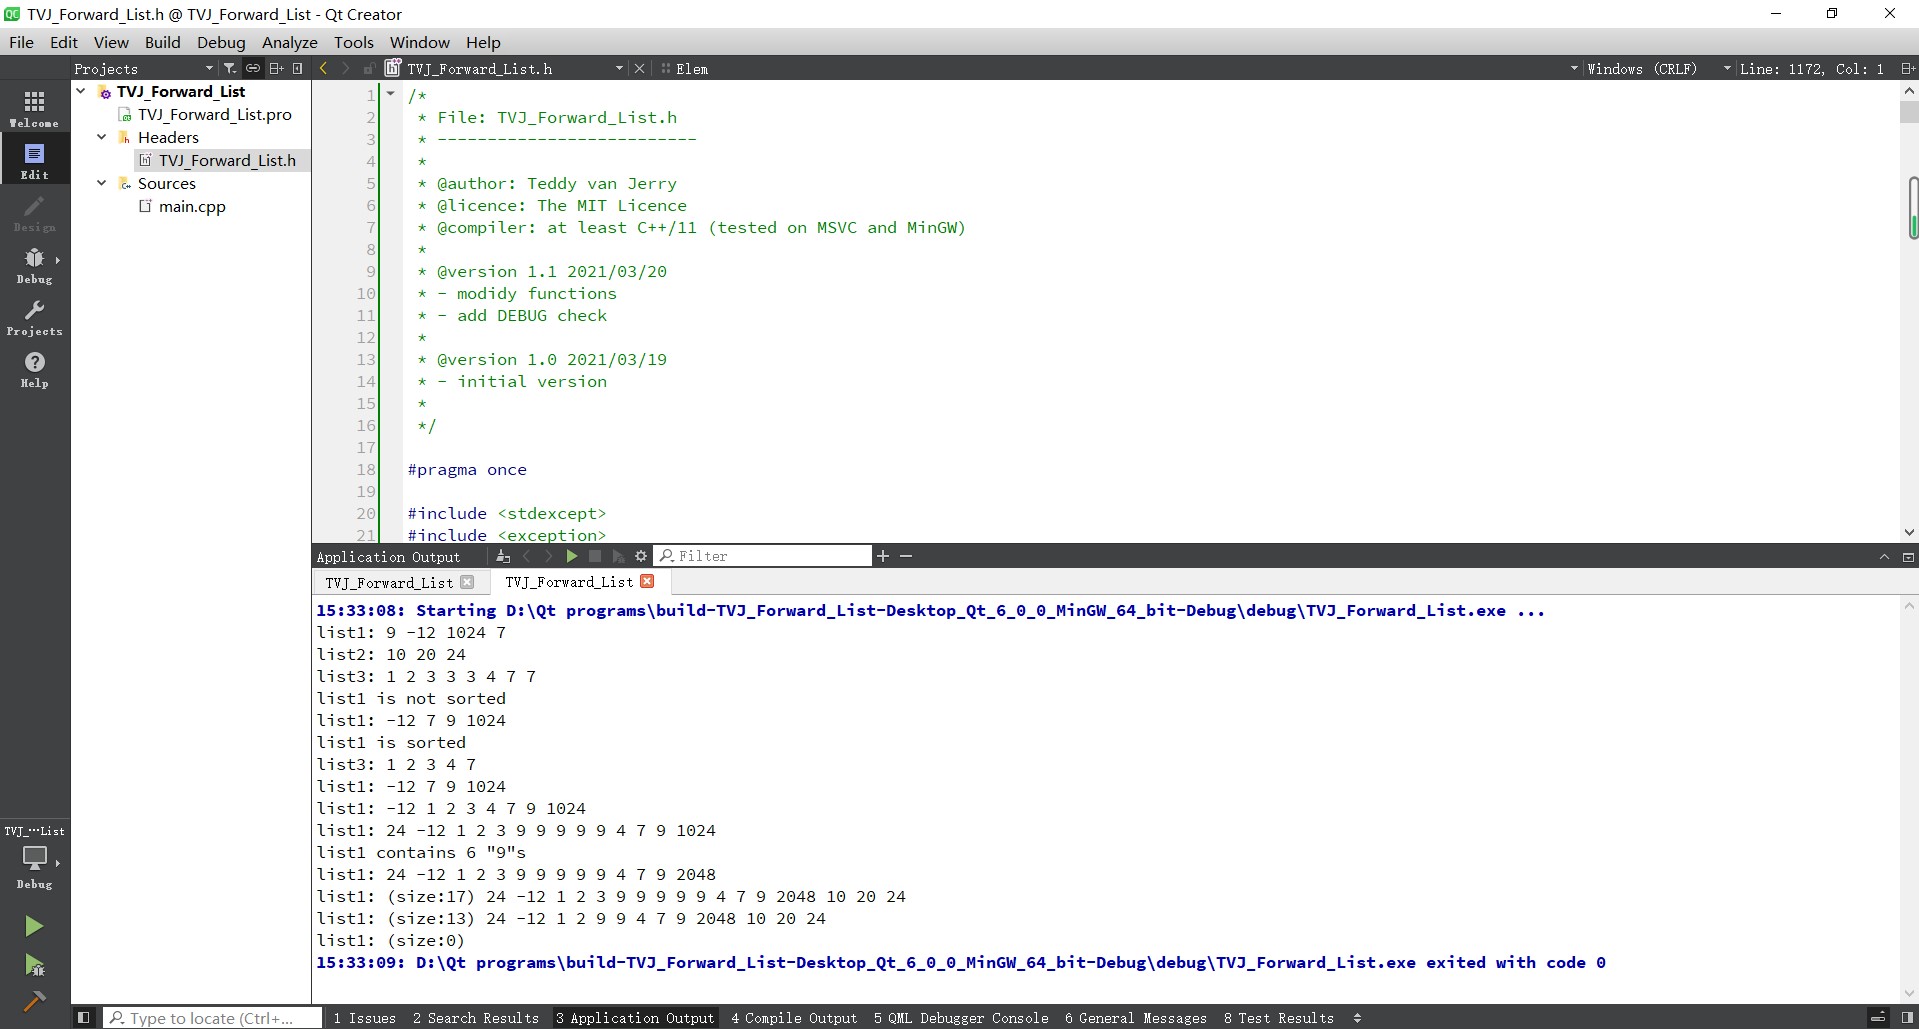 TVJ_Forward_List.h @ TVJ_Forward_List - Qt Creator
File Edit View Build Debug Analyze Tools Window Help
Projects
TVJ_Forward_List.h
Elem
Windows (CRLF)
Line: 1172, Col: 1
Welcome
Edit
Design
Debug
Projects
Help
TVJ_Forward_List
TVJ_Forward_List.pro
Headers
TVJ_Forward_List.h
Sources
main.cpp
1 /*
2 * File: TVJ_Forward_List.h
3 * --------------------------
4 *
5 * @author: Teddy van Jerry
6 * @licence: The MIT Licence
7 * @compiler: at least C++/11 (tested on MSVC and MinGW)
8 *
9 * @version 1.1 2021/03/20
10 * - modidy functions
11 * - add DEBUG check
12 *
13 * @version 1.0 2021/03/19
14 * - initial version
15 *
16 */
17
18 #pragma once
19
20 #include <stdexcept>
21 #include <exception>
Application Output
Filter
TVJ_Forward_List
TVJ_Forward_List
15:33:08: Starting D:\Qt programs\build-TVJ_Forward_List-Desktop_Qt_6_0_0_MinGW_64_bit-Debug\debug\TVJ_Forward_List.exe ...
list1: 9 -12 1024 7
list2: 10 20 24
list3: 1 2 3 3 3 4 7 7
list1 is not sorted
list1: -12 7 9 1024
list1 is sorted
list3: 1 2 3 4 7
list1: -12 7 9 1024
list1: -12 1 2 3 4 7 9 1024
list1: 24 -12 1 2 3 9 9 9 9 9 4 7 9 1024
list1 contains 6 "9"s
list1: 24 -12 1 2 3 9 9 9 9 9 4 7 9 2048
list1: (size:17) 24 -12 1 2 3 9 9 9 9 9 4 7 9 2048 10 20 24
list1: (size:13) 24 -12 1 2 9 9 4 7 9 2048 10 20 24
list1: (size:0)
15:33:09: D:\Qt programs\build-TVJ_Forward_List-Desktop_Qt_6_0_0_MinGW_64_bit-Debug\debug\TVJ_Forward_List.exe exited with code 0
TVJ_⋯List
Debug
Type to locate (Ctrl+...
1 Issues 2 Search Results 3 Application Output 4 Compile Output 5 QML Debugger Console 6 General Messages 8 Test Results